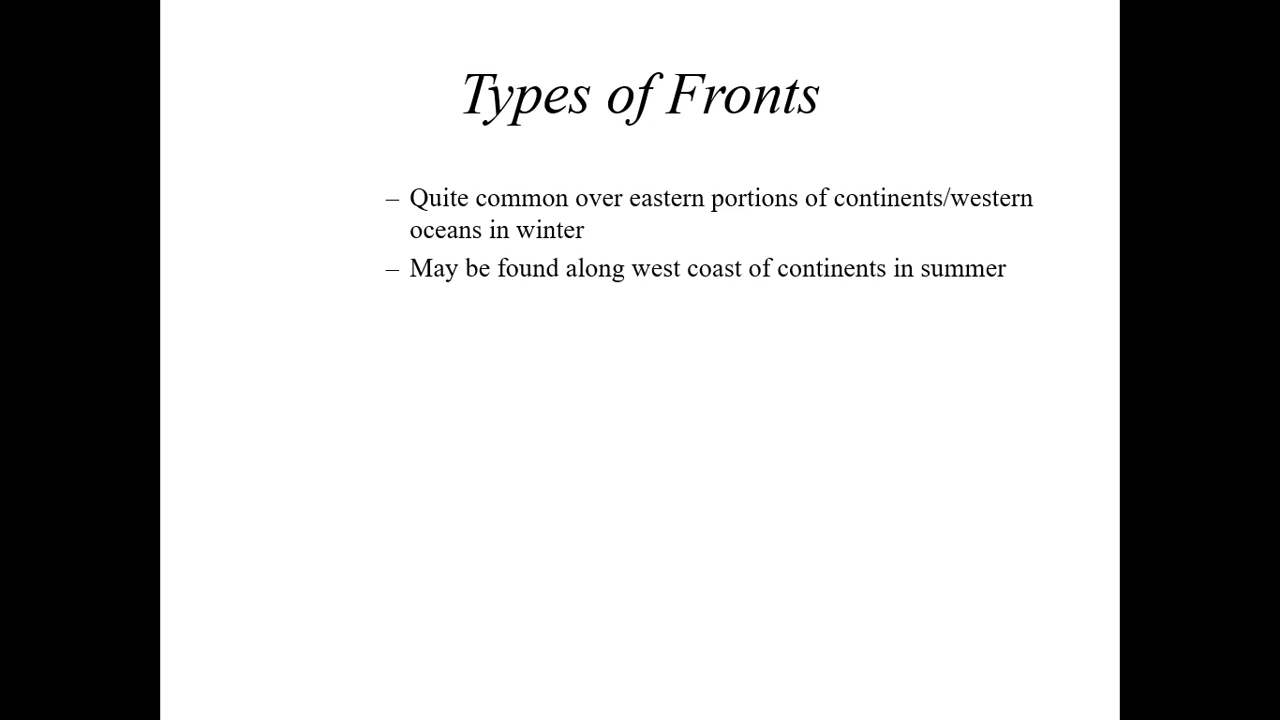 Types of Fronts
– Quite common over eastern portions of continents/western
oceans in winter
– May be found along west coast of continents in summer